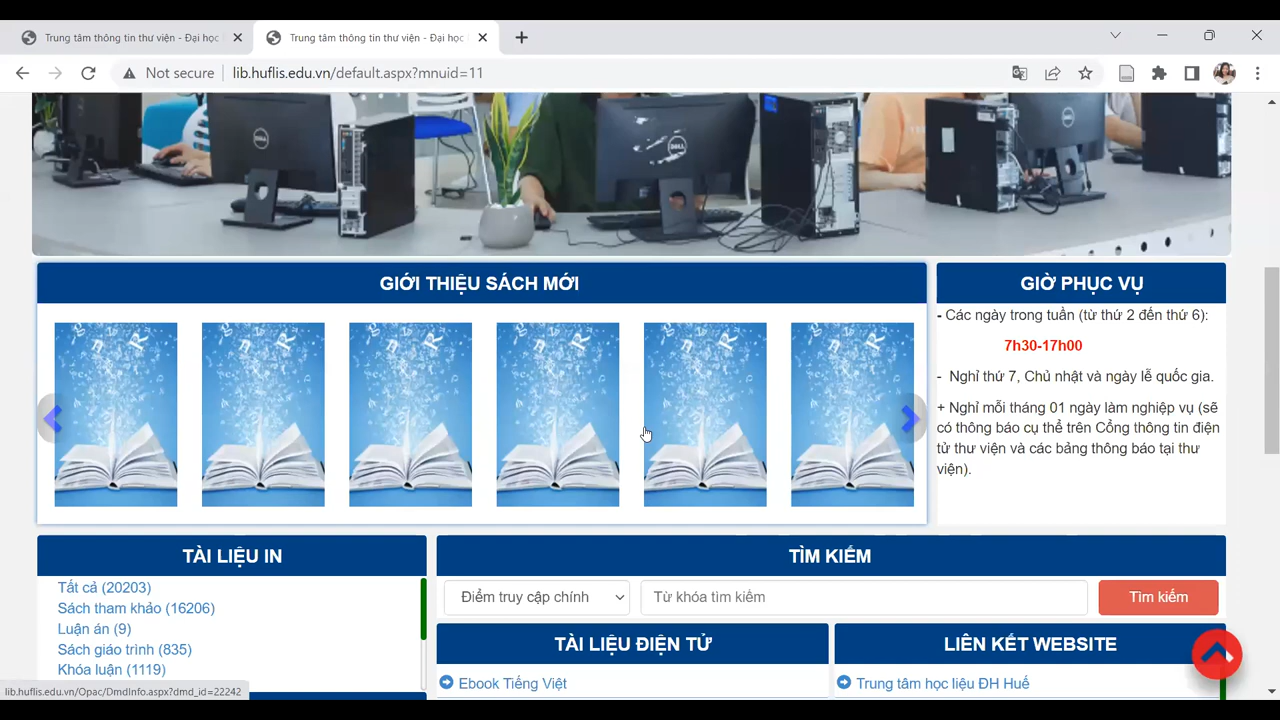 Trung tâm thông tin thư viện - Đại học
Trung tâm thông tin thư viện - Đại học
Not secure
lib.huflis.edu.vn/default.aspx?mnuid=11
DELL
DELL
DELL
GIỚI THIỆU SÁCH MỚI
GIỜ PHỤC VỤ
- Các ngày trong tuần (từ thứ 2 đến thứ 6):
7h30-17h00
- Nghỉ thứ 7, Chủ nhật và ngày lễ quốc gia.
+ Nghỉ mỗi tháng 01 ngày làm nghiệp vụ (sẽ
có thông báo cụ thể trên Cổng thông tin điện
tử thư viện và các bảng thông báo tại thư
viện).
TÀI LIỆU IN
TÌM KIẾM
Tất cả (20203)
Sách tham khảo (16206)
Luận án (9)
Sách giáo trình (835)
Khóa luận (1119)
Điểm truy cập chính
Từ khóa tìm kiếm
Tìm kiếm
TÀI LIỆU ĐIỆN TỬ
LIÊN KẾT WEBSITE
Ebook Tiếng Việt
Trung tâm học liệu ĐH Huế
lib.huflis.edu.vn/Opac/DmdInfo.aspx?dmd_id=22242